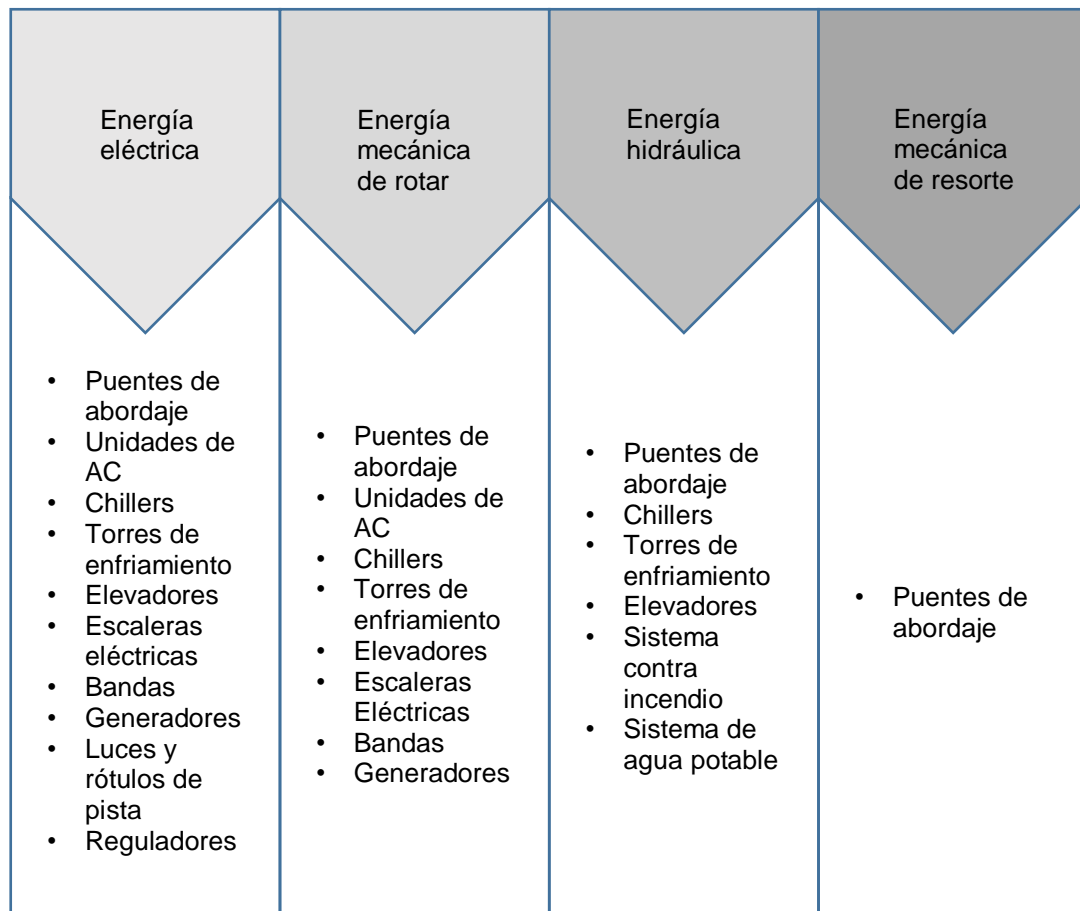 Energía
eléctrica
Energía
mecánica
de rotar
Energía
hidráulica
Energía
mecánica
de resorte
• Puentes de
abordaje
• Unidades de
AC
• Chillers
• Torres de
enfriamiento
• Elevadores
• Escaleras
eléctricas
• Bandas
• Generadores
• Luces y
rótulos de
pista
• Reguladores
• Puentes de
abordaje
• Unidades de
AC
• Chillers
• Torres de
enfriamiento
• Elevadores
• Escaleras
Eléctricas
• Bandas
• Generadores
• Puentes de
abordaje
• Chillers
• Torres de
enfriamiento
• Elevadores
• Sistema
contra
incendio
• Sistema de
agua potable
• Puentes de
abordaje